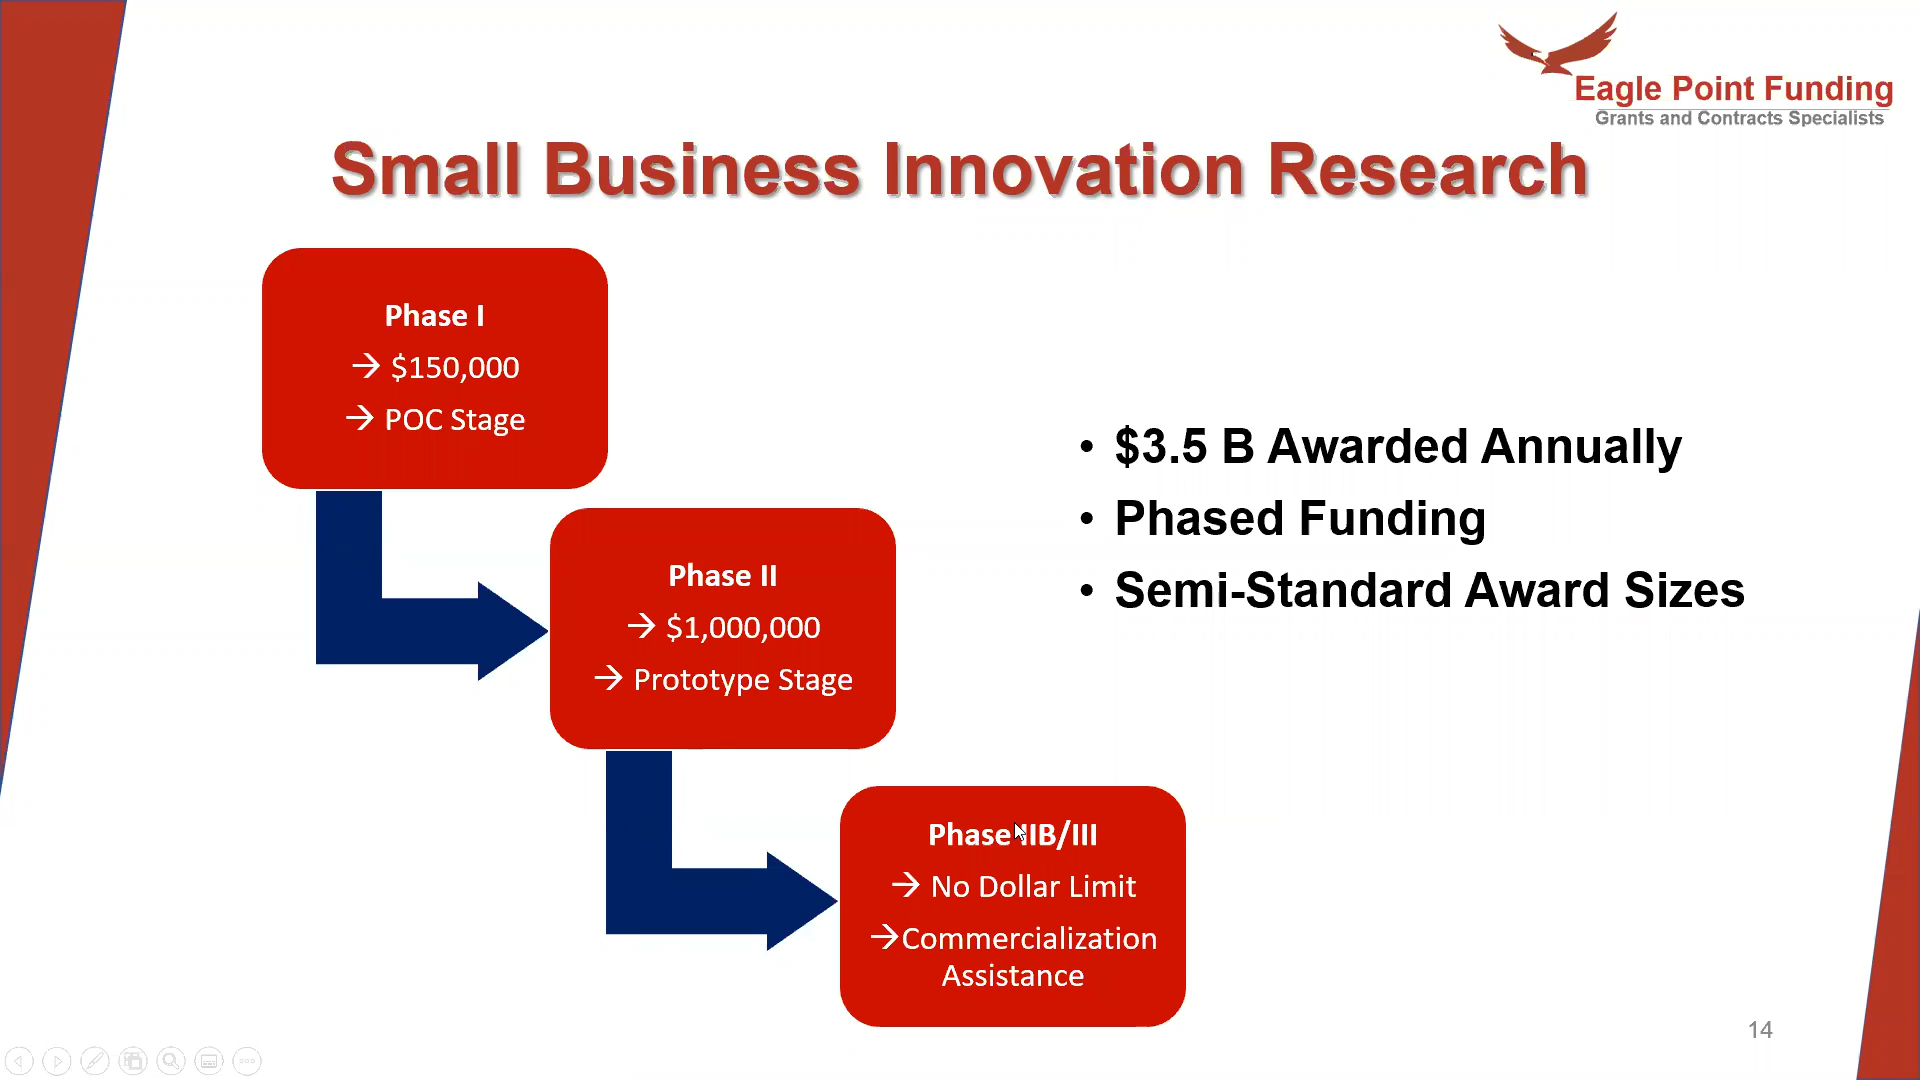 Eagle Point Funding
Grants and Contracts Specialists
Small Business Innovation Research
Phase I
→ $150,000
→ POC Stage
Phase II
→ $1,000,000
→ Prototype Stage
Phase IIB/III
→ No Dollar Limit
→Commercialization
Assistance
• $3.5 B Awarded Annually
• Phased Funding
• Semi-Standard Award Sizes
14